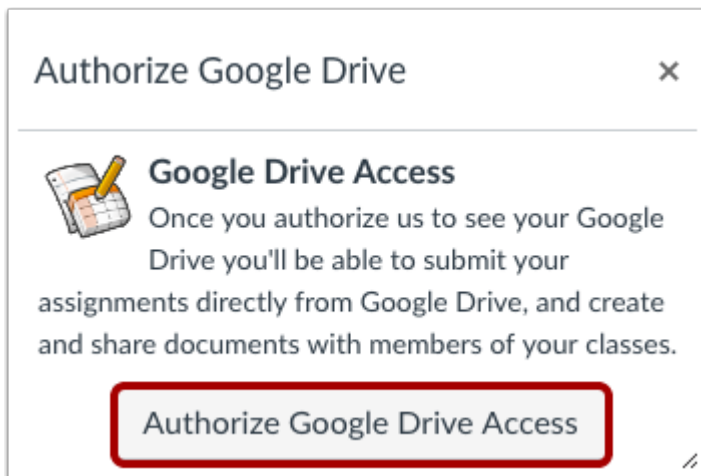 Authorize Google Drive ×
Google Drive Access
Once you authorize us to see your Google
Drive you'll be able to submit your
assignments directly from Google Drive, and create
and share documents with members of your classes.
Authorize Google Drive Access